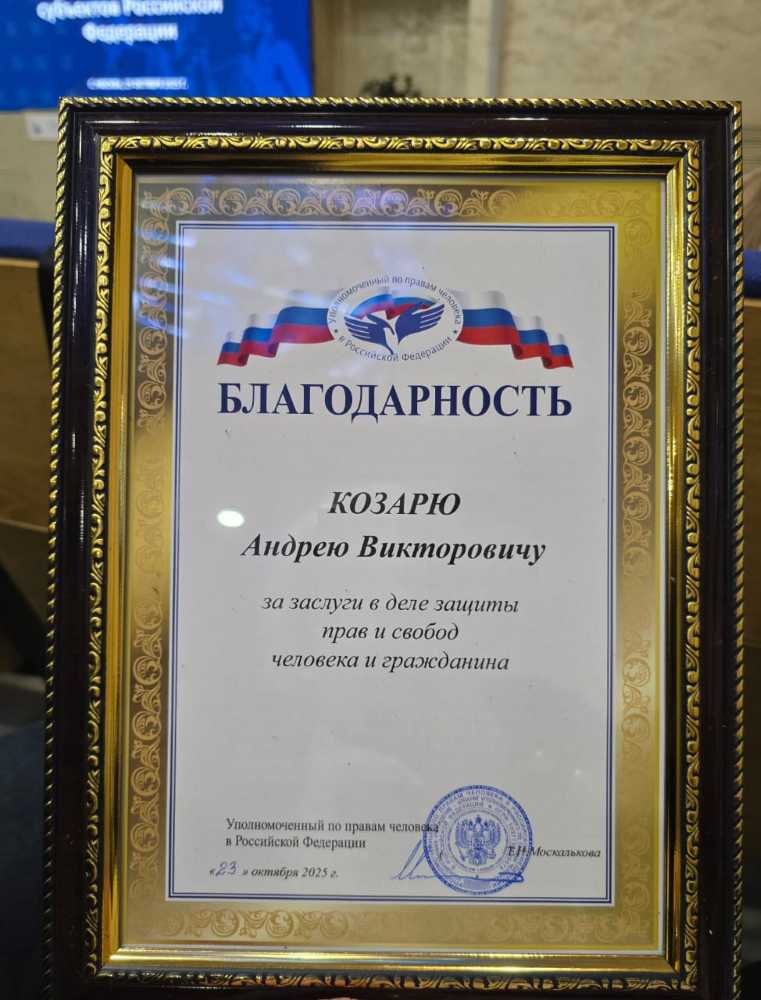 субъектов Российской
Федерации
Уполномоченный по правам человека
в Российской Федерации
БЛАГОДАРНОСТЬ
КОЗАРЮ
Андрею Викторовичу
за заслуги в деле защиты
прав и свобод
человека и гражданина
Уполномоченный по правам человека
в Российской Федерации
Т.Н.Москалькова
«23» октября 2025 г.